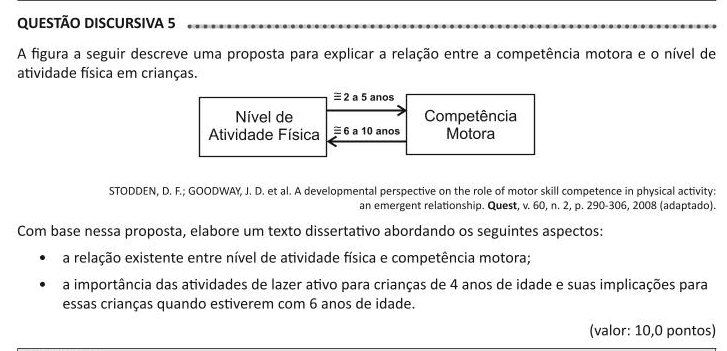 QUESTÃO DISCURSIVA 5
A figura a seguir descreve uma proposta para explicar a relação entre a competência motora e o nível de
atividade física em crianças.
≅ 2 a 5 anos
Nível de
Atividade Física
Competência
Motora
≅ 6 a 10 anos
STODDEN, D. F.; GOODWAY, J. D. et al. A developmental perspective on the role of motor skill competence in physical activity:
an emergent relationship. Quest, v. 60, n. 2, p. 290-306, 2008 (adaptado).
Com base nessa proposta, elabore um texto dissertativo abordando os seguintes aspectos:
• a relação existente entre nível de atividade física e competência motora;
• a importância das atividades de lazer ativo para crianças de 4 anos de idade e suas implicações para
essas crianças quando estiverem com 6 anos de idade.
(valor: 10,0 pontos)